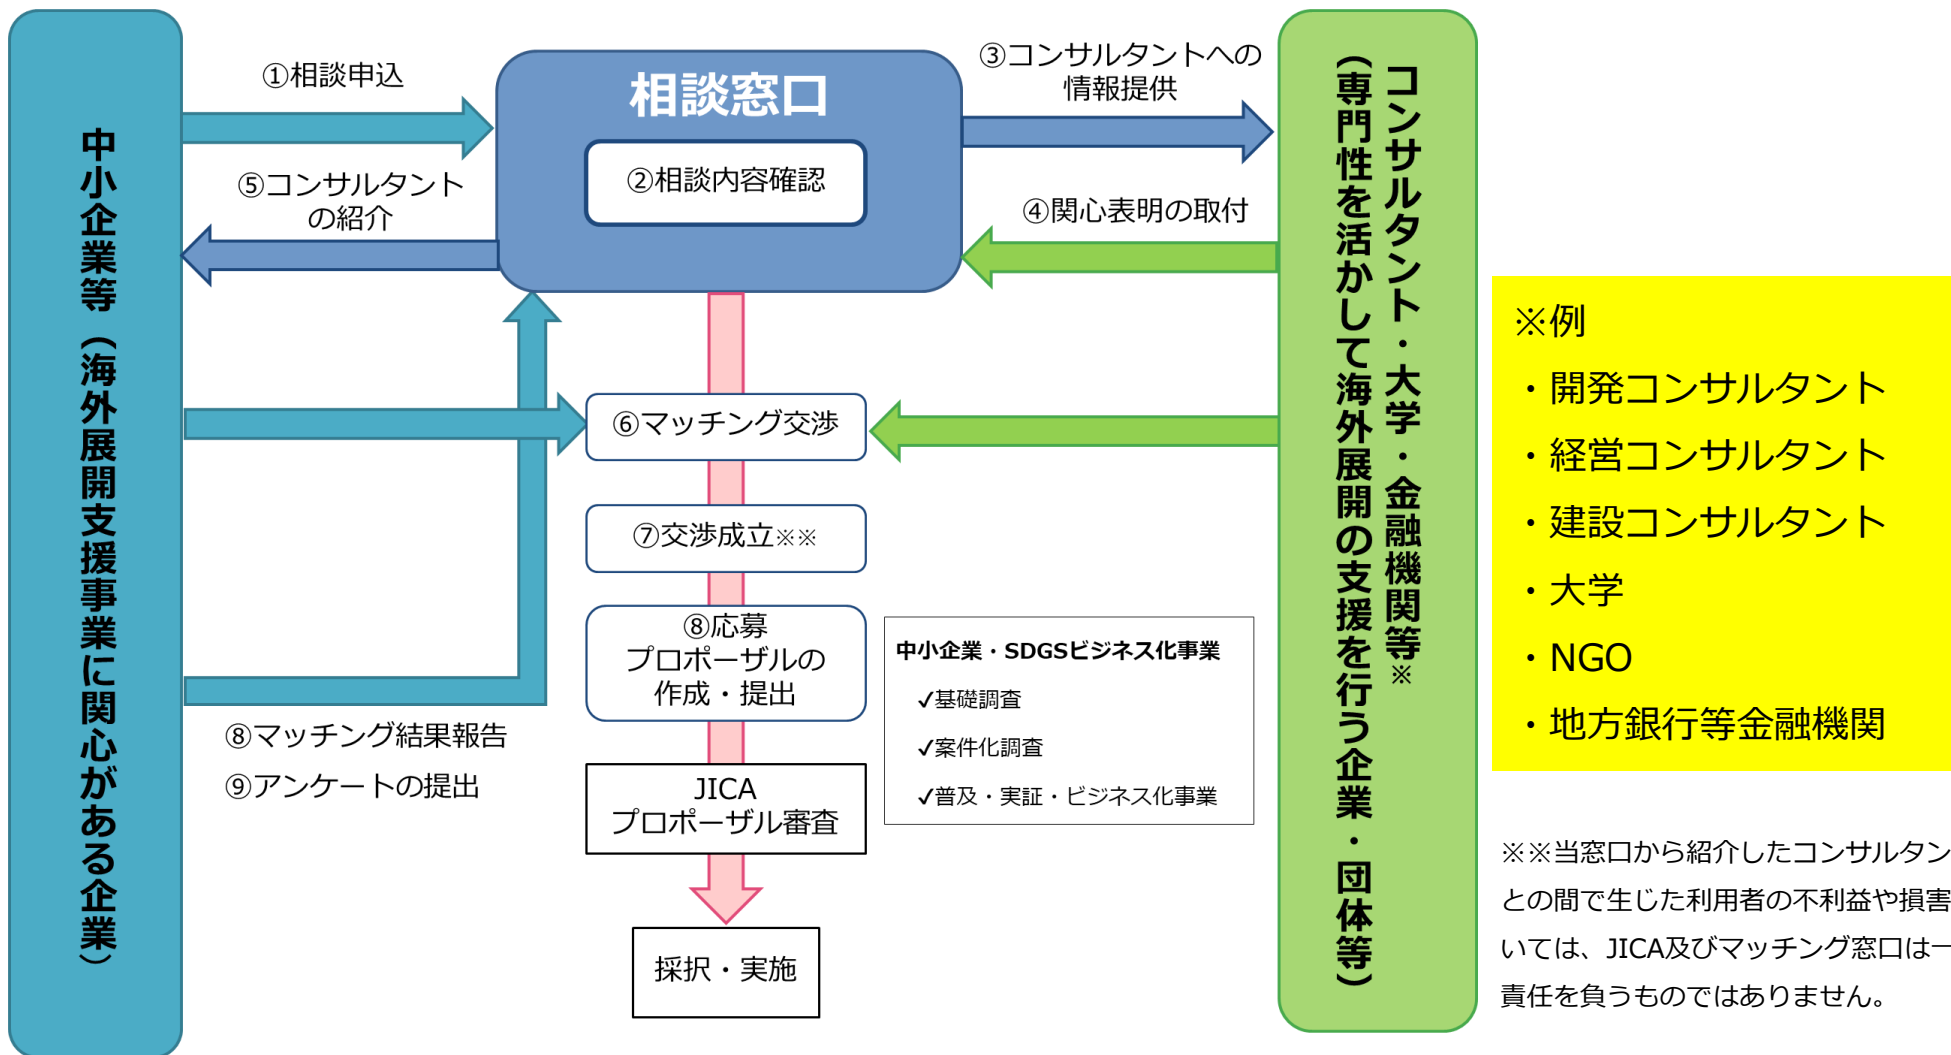 中小企業等（海外展開支援事業に関心がある企業）
①相談申込
⑤コンサルタント
の紹介
相談窓口
②相談内容確認
③コンサルタントへの
情報提供
④関心表明の取付
⑥マッチング交渉
⑦交渉成立※※
⑧応募
プロポーザルの
作成・提出
JICA
プロポーザル審査
採択・実施
⑧マッチング結果報告
⑨アンケートの提出
中小企業・SDGSビジネス化事業
✓基礎調査
✓案件化調査
✓普及・実証・ビジネス化事業
コンサルタント・大学・金融機関等※
（専門性を活かして海外展開の支援を行う企業・団体等）
※例
・開発コンサルタント
・経営コンサルタント
・建設コンサルタント
・大学
・NGO
・地方銀行等金融機関
※※当窓口から紹介したコンサルタン
との間で生じた利用者の不利益や損害
いては、JICA及びマッチング窓口は一
責任を負うものではありません。